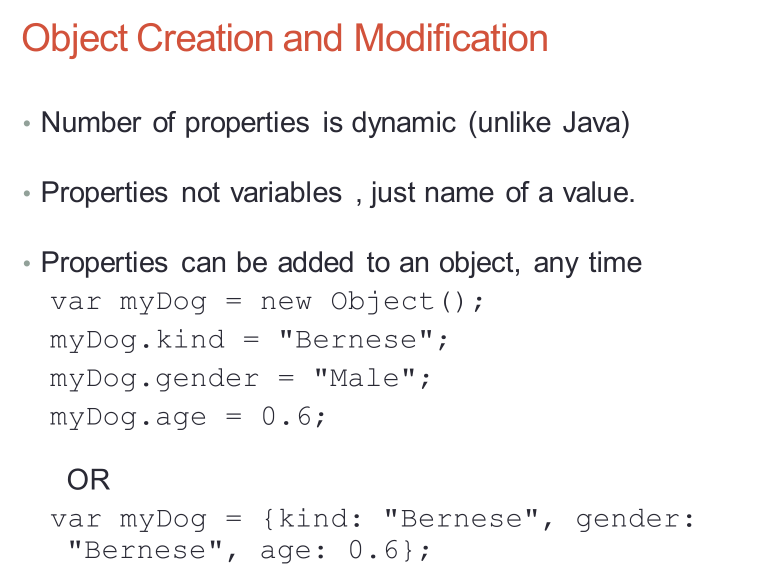 Object Creation and Modification
• Number of properties is dynamic (unlike Java)
• Properties not variables , just name of a value.
• Properties can be added to an object, any time
var myDog = new Object();
myDog.kind = "Bernese";
myDog.gender = "Male";
myDog.age = 0.6;
OR
var myDog = {kind: "Bernese", gender:
"Bernese", age: 0.6};